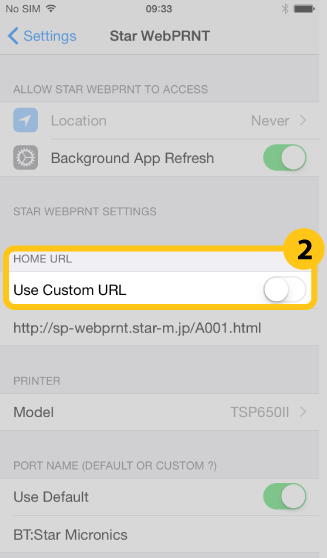 No SIM 09:33
Settings Star WebPRNT
ALLOW STAR WEBPRNT TO ACCESS
Location Never
Background App Refresh
STAR WEBPRNT SETTINGS
2
HOME URL
Use Custom URL
http://sp-webprnt.star-m.jp/A001.html
PRINTER
Model TSP650II
PORT NAME (DEFAULT OR CUSTOM ?)
Use Default
BT:Star Micronics